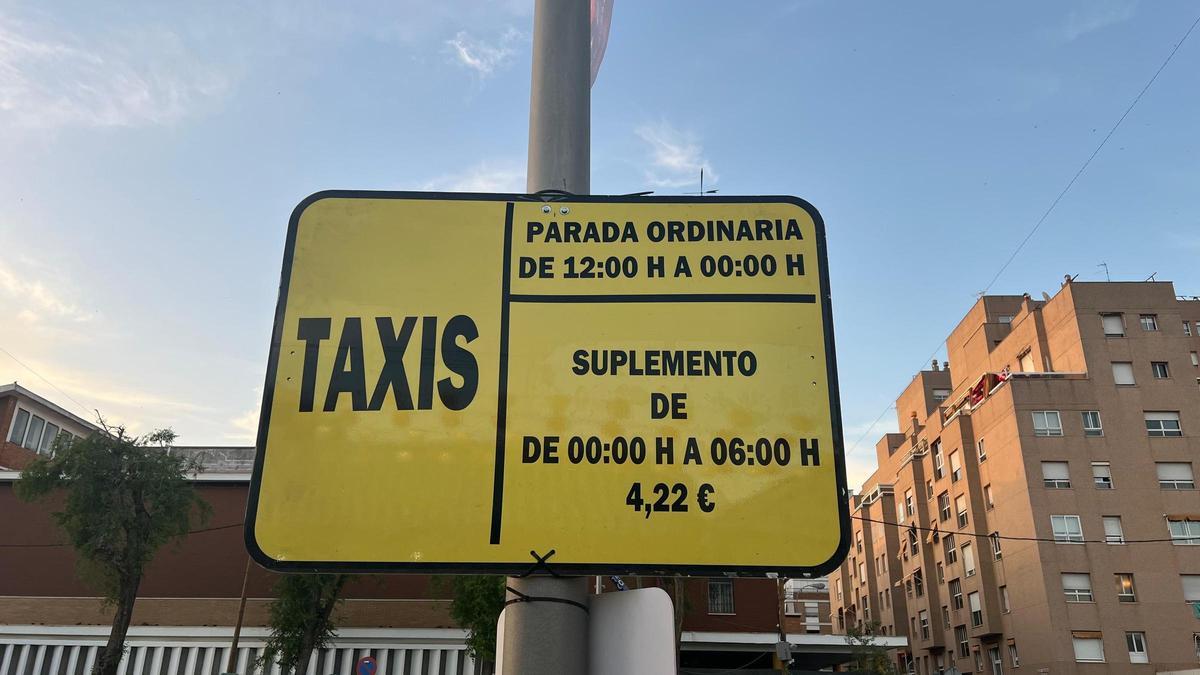 TAXIS
PARADA ORDINARIA
DE 12:00 H A 00:00 H
SUPLEMENTO
DE
DE 00:00 H A 06:00 H
4,22 €